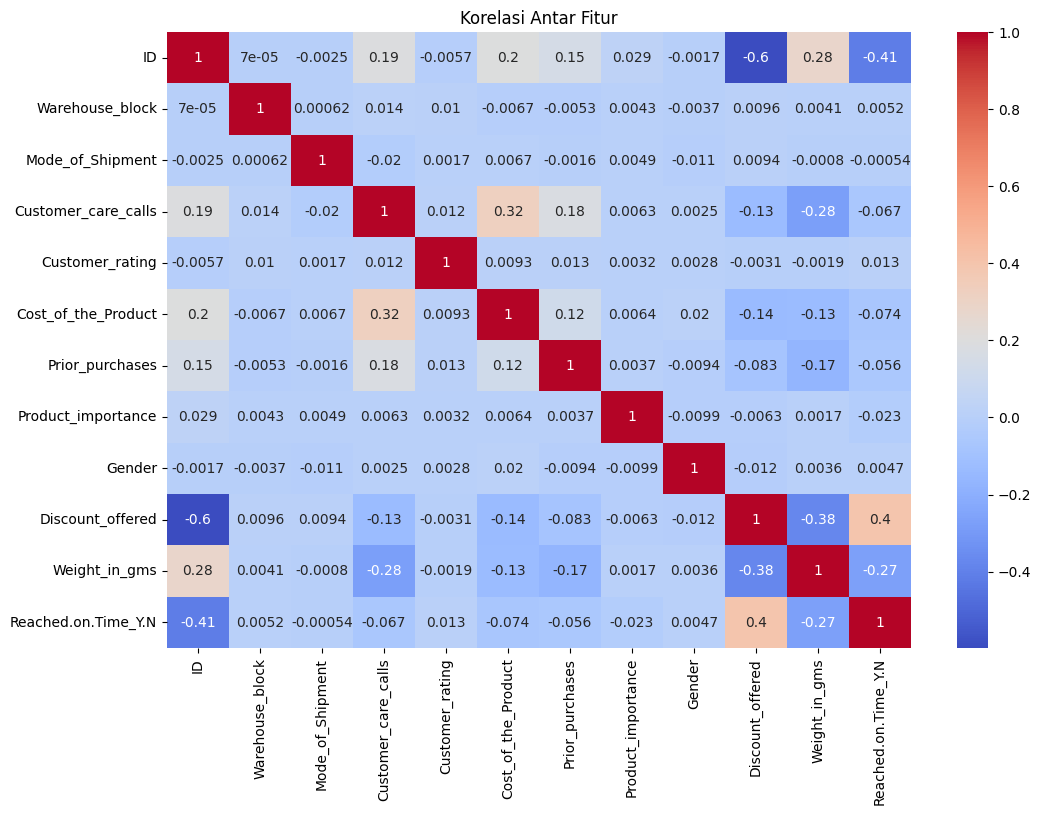 Korelasi Antar Fitur
ID 1 7e-05 -0.0025 0.19 -0.0057 0.2 0.15 0.029 -0.0017 -0.6 0.28 -0.41
Warehouse_block 7e-05 1 0.00062 0.014 0.01 -0.0067 -0.0053 0.0043 -0.0037 0.0096 0.0041 0.0052
Mode_of_Shipment -0.0025 0.00062 1 -0.02 0.0017 0.0067 -0.0016 0.0049 -0.011 0.0094 -0.0008 -0.00054
Customer_care_calls 0.19 0.014 -0.02 1 0.012 0.32 0.18 0.0063 0.0025 -0.13 -0.28 -0.067
Customer_rating -0.0057 0.01 0.0017 0.012 1 0.0093 0.013 0.0032 0.0028 -0.0031 -0.0019 0.013
Cost_of_the_Product 0.2 -0.0067 0.0067 0.32 0.0093 1 0.12 0.0064 0.02 -0.14 -0.13 -0.074
Prior_purchases 0.15 -0.0053 -0.0016 0.18 0.013 0.12 1 0.0037 -0.0094 -0.083 -0.17 -0.056
Product_importance 0.029 0.0043 0.0049 0.0063 0.0032 0.0064 0.0037 1 -0.0099 -0.0063 0.0017 -0.023
Gender -0.0017 -0.0037 -0.011 0.0025 0.0028 0.02 -0.0094 -0.0099 1 -0.012 0.0036 0.0047
Discount_offered -0.6 0.0096 0.0094 -0.13 -0.0031 -0.14 -0.083 -0.0063 -0.012 1 -0.38 0.4
Weight_in_gms 0.28 0.0041 -0.0008 -0.28 -0.0019 -0.13 -0.17 0.0017 0.0036 -0.38 1 -0.27
Reached.on.Time_Y.N -0.41 0.0052 -0.00054 -0.067 0.013 -0.074 -0.056 -0.023 0.0047 0.4 -0.27 1
ID
Warehouse_block
Mode_of_Shipment
Customer_care_calls
Customer_rating
Cost_of_the_Product
Prior_purchases
Product_importance
Gender
Discount_offered
Weight_in_gms
Reached.on.Time_Y.N
1.0
0.8
0.6
0.4
0.2
0.0
−0.2
−0.4